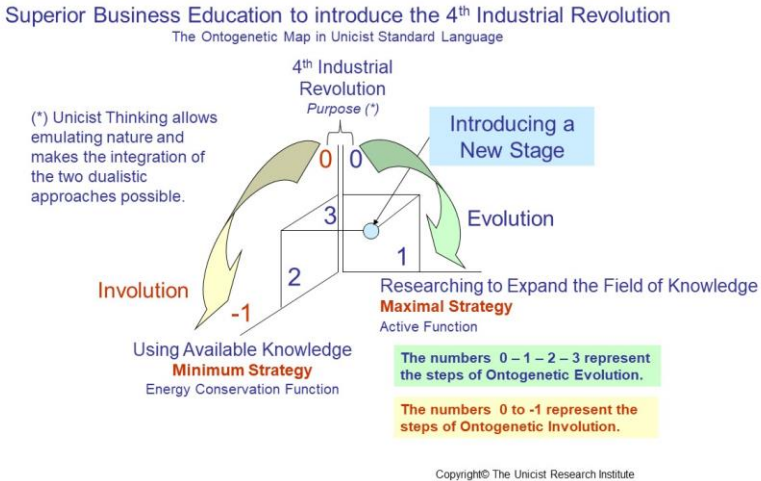 Superior Business Education to introduce the 4th Industrial Revolution
The Ontogenetic Map in Unicist Standard Language
4th Industrial
Revolution
Purpose (*)
(*) Unicist Thinking allows
emulating nature and
makes the integration of
the two dualistic
approaches possible.
Introducing a
New Stage
0 0
3
Evolution
1
2
Involution
-1
Researching to Expand the Field of Knowledge
Maximal Strategy
Active Function
Using Available Knowledge
Minimum Strategy
Energy Conservation Function
The numbers 0 – 1 – 2 – 3 represent
the steps of Ontogenetic Evolution.
The numbers 0 to -1 represent the
steps of Ontogenetic Involution.
Copyright© The Unicist Research Institute